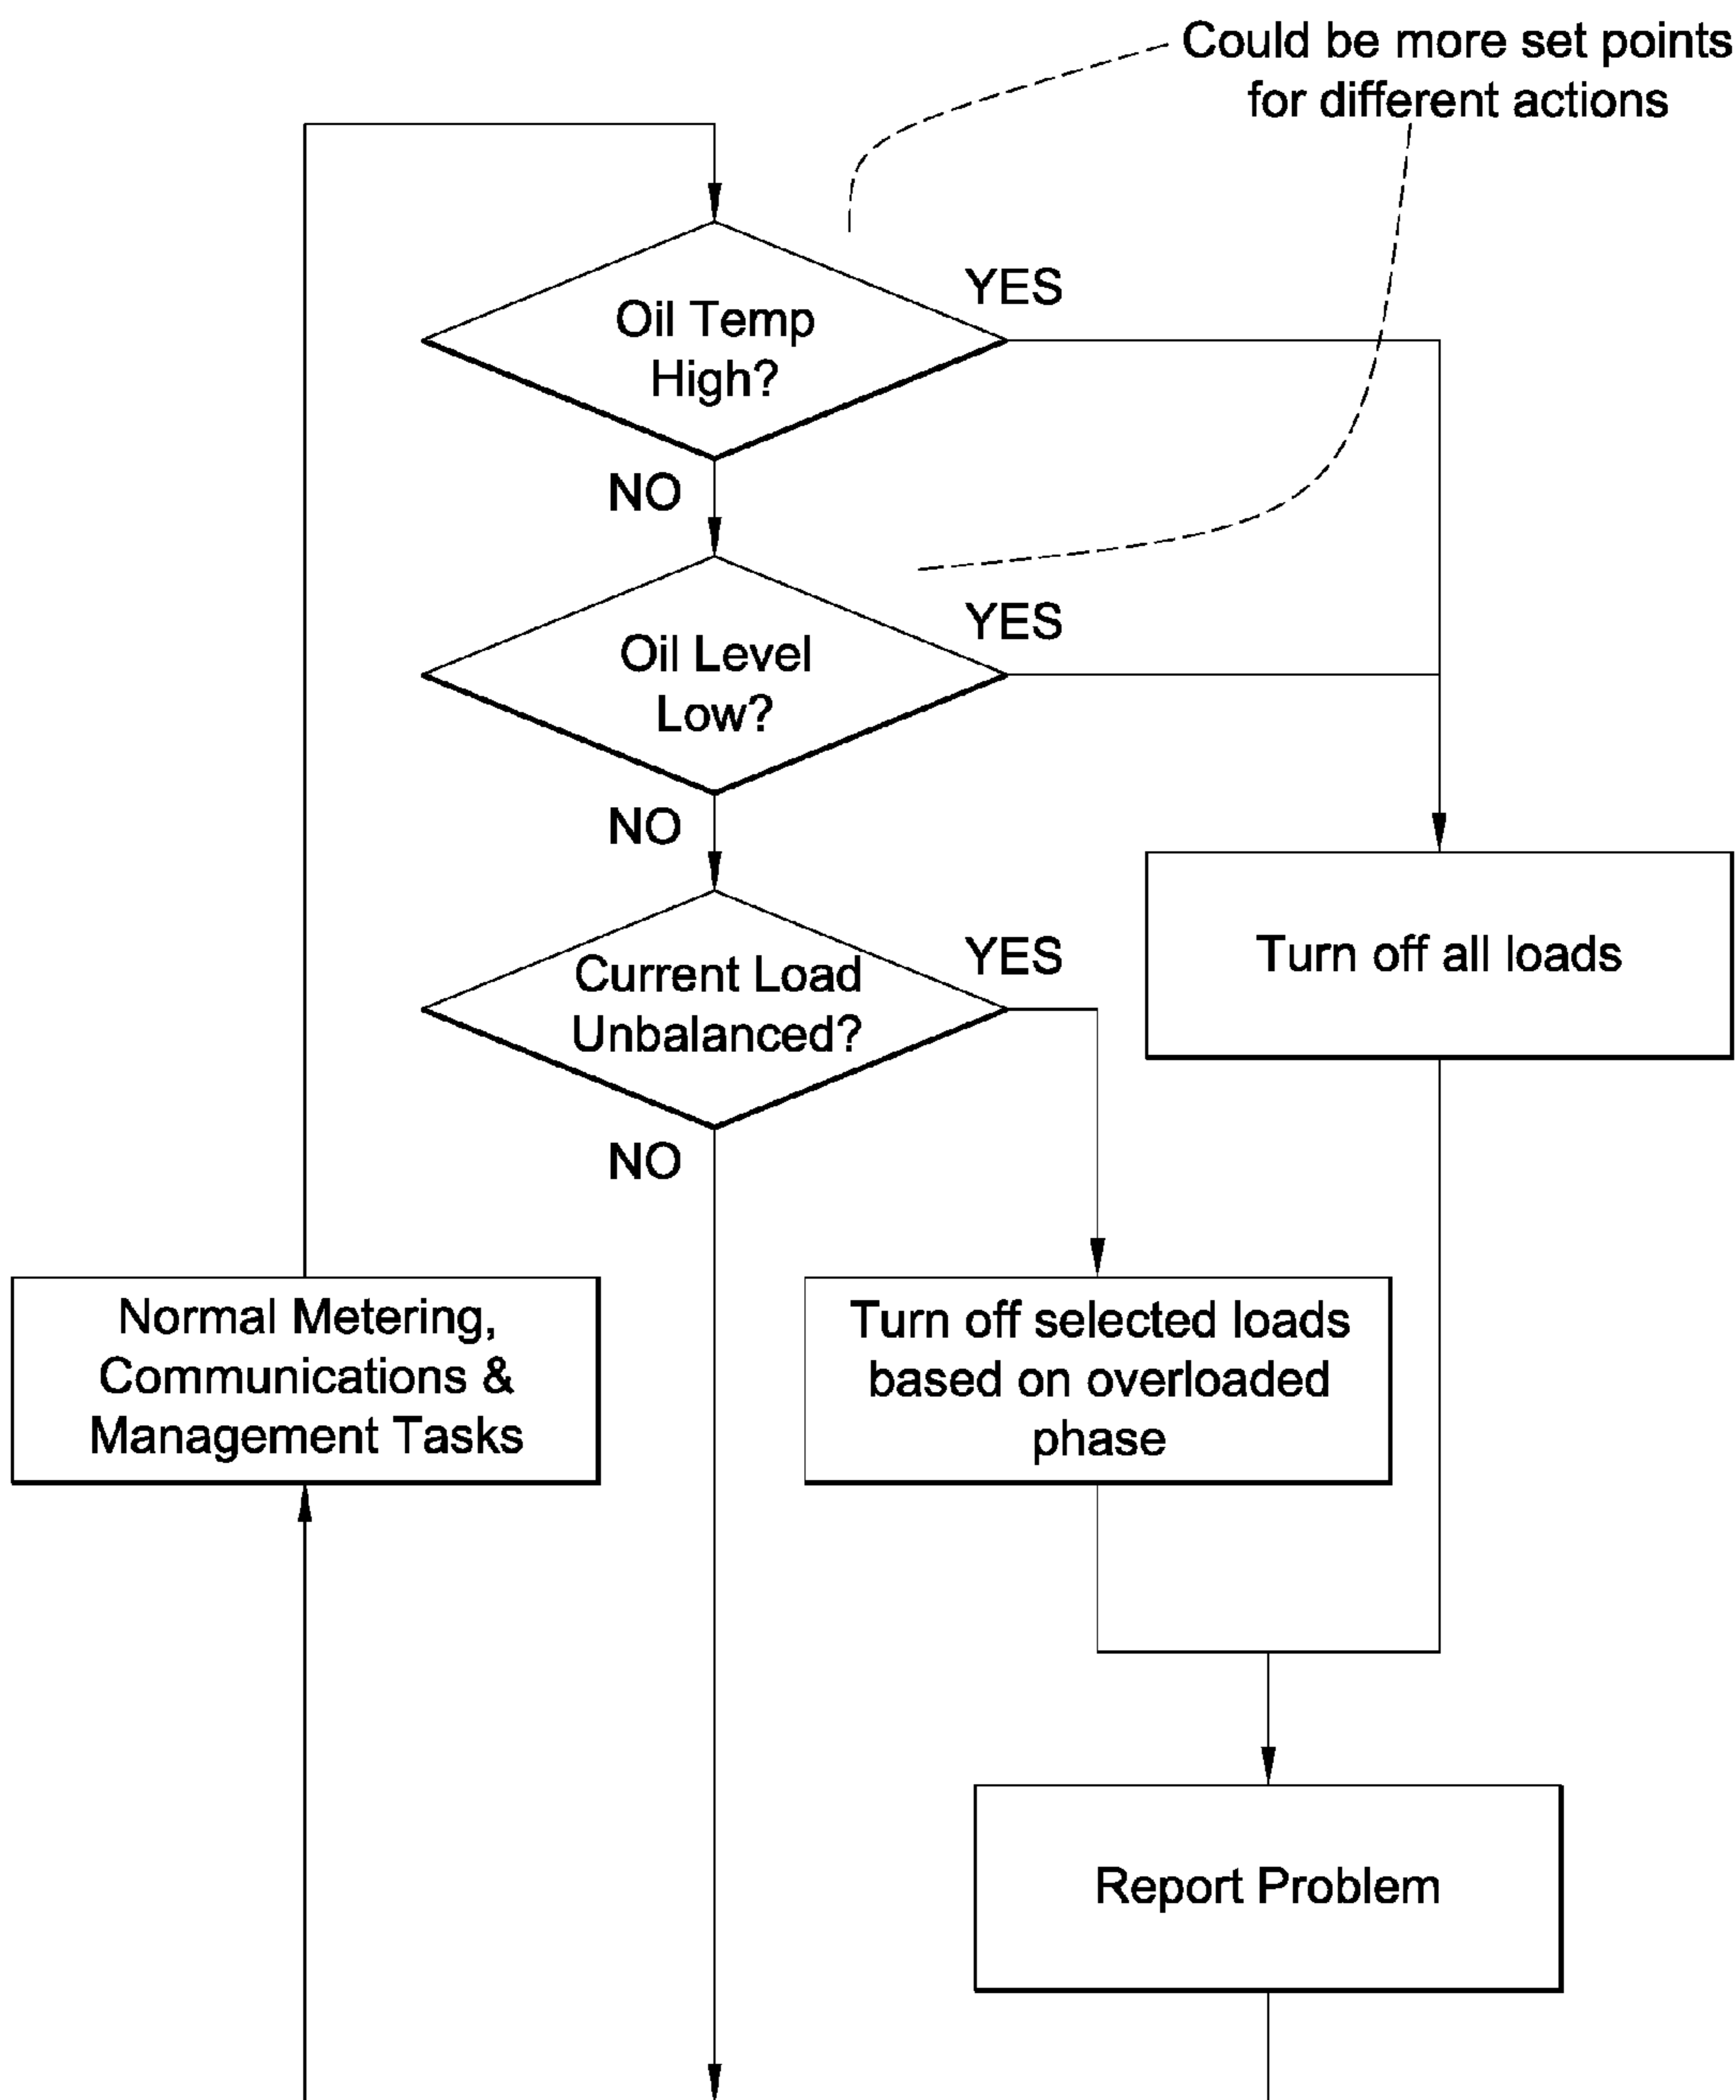 Could be more set points
for different actions
YES
Oil Temp
High?
NO
YES
Oil Level
Low?
NO
YES
Current Load
Unbalanced?
NO
Turn off all loads
Normal Metering,
Communications &
Management Tasks
Turn off selected loads
based on overloaded
phase
Report Problem